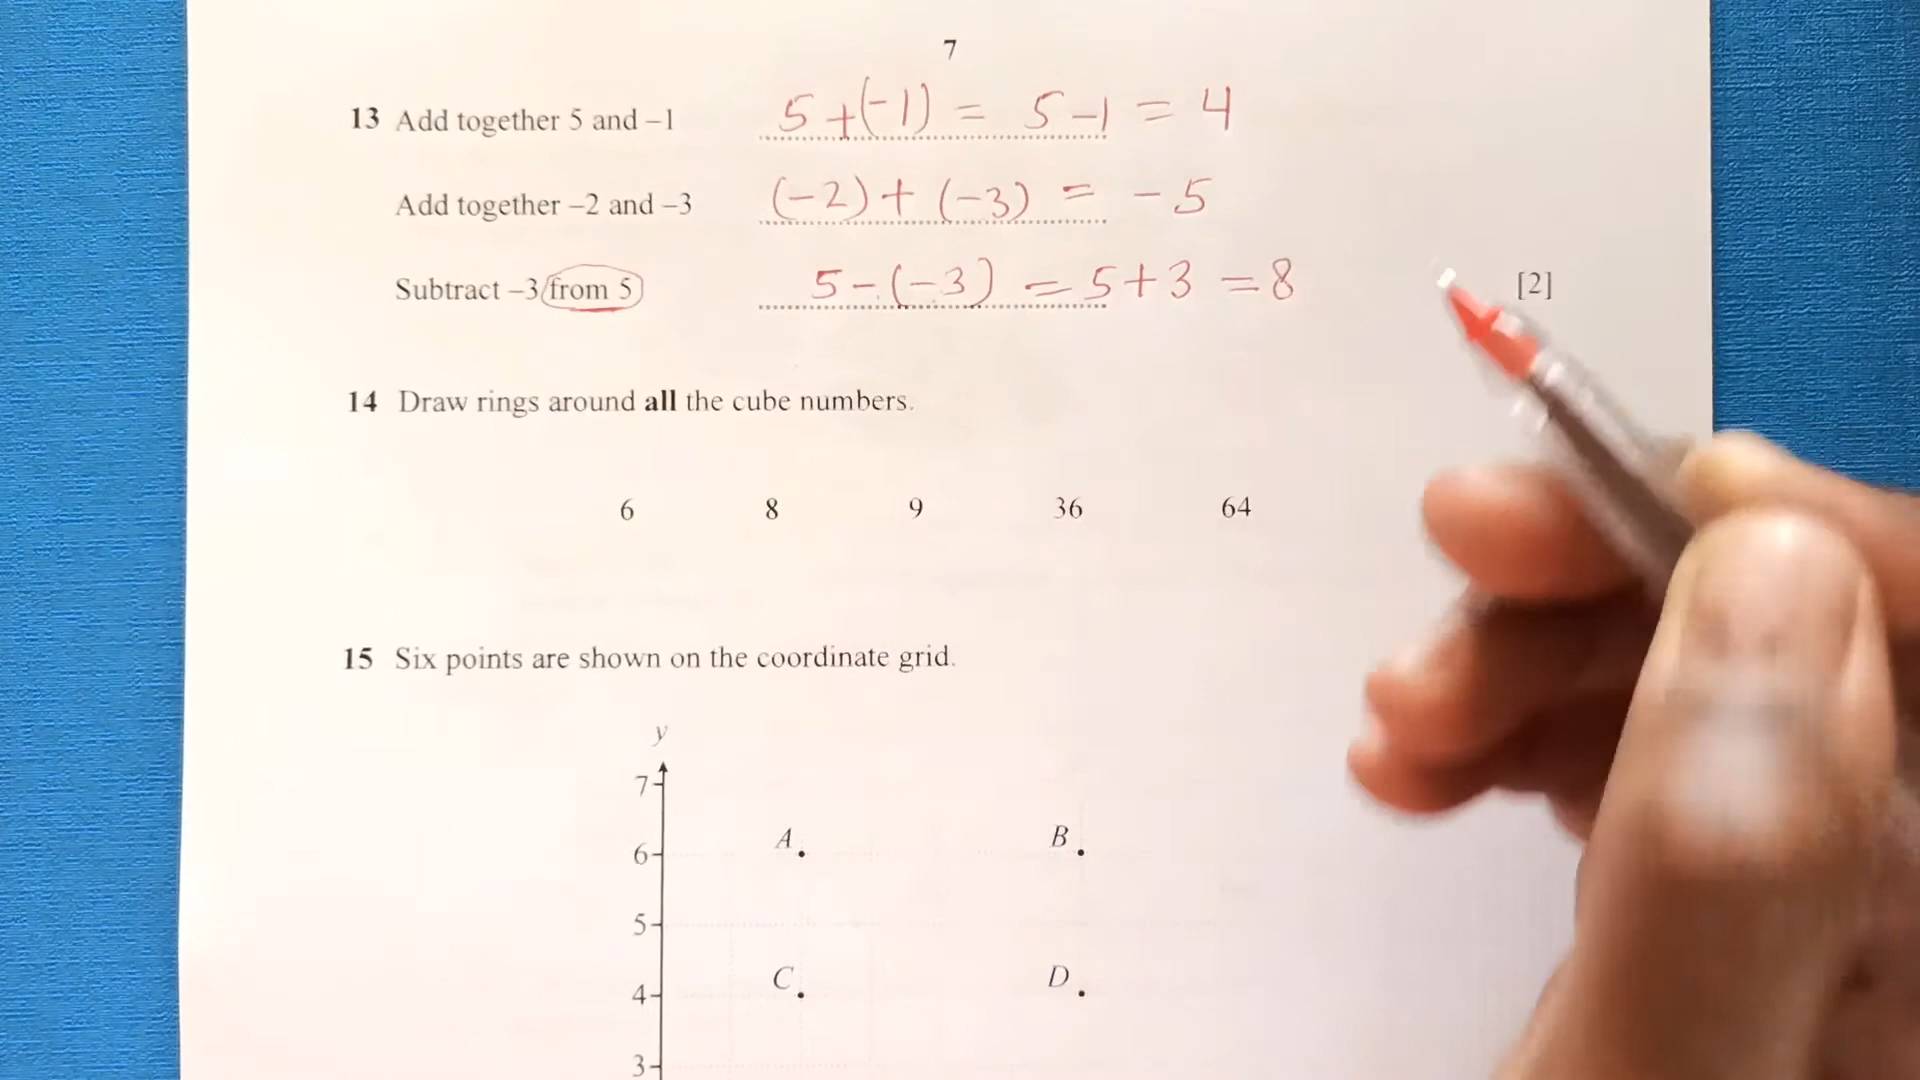 7
13 Add together 5 and –1 5 + (-1) = 5 - 1 = 4
Add together –2 and –3 (-2) + (-3) = -5
Subtract –3 from 5 5 - (-3) = 5 + 3 = 8 [2]
14 Draw rings around all the cube numbers.
6 8 9 36 64
15 Six points are shown on the coordinate grid.
y
7
A B
6
5
C D
4
3